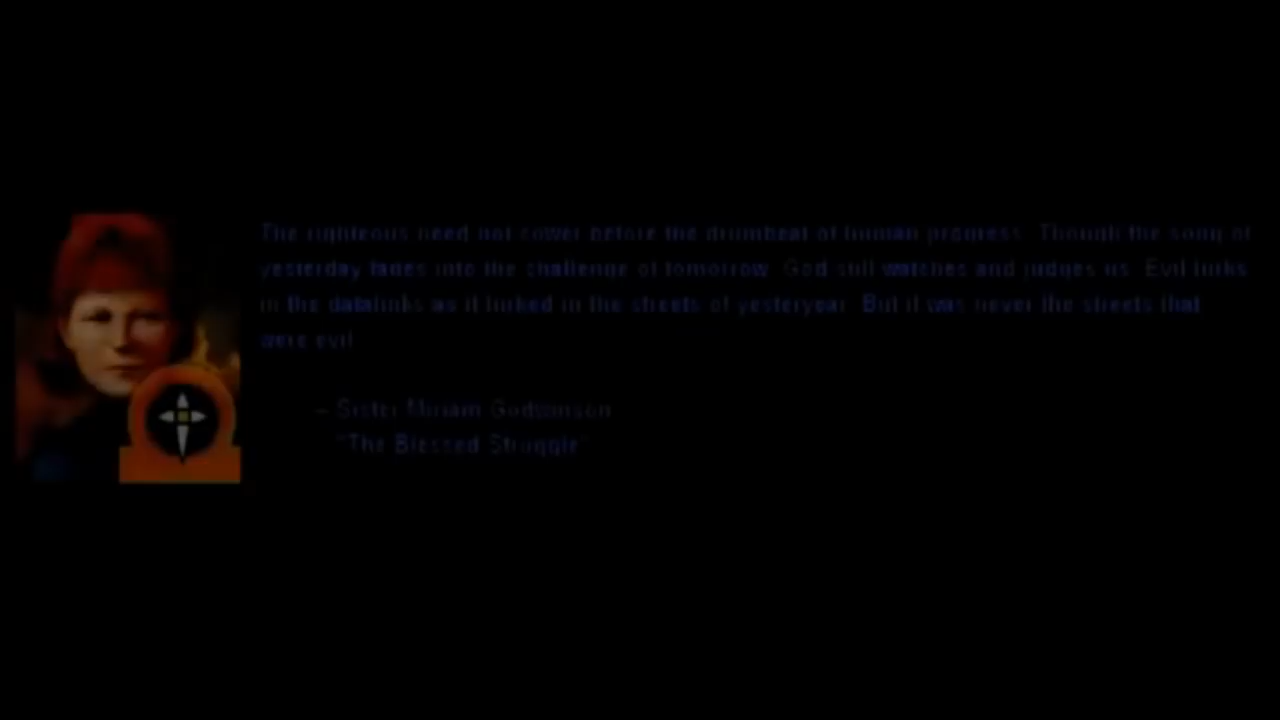 The righteous need not cower before the drumbeat of human progress. Though the song of
yesterday fades into the challenge of tomorrow, God still watches and judges us. Evil lurks
in the datalinks as it lurked in the streets of yesteryear. But it was never the streets that
were evil.
– Sister Miriam Godwinson
"The Blessed Struggle"